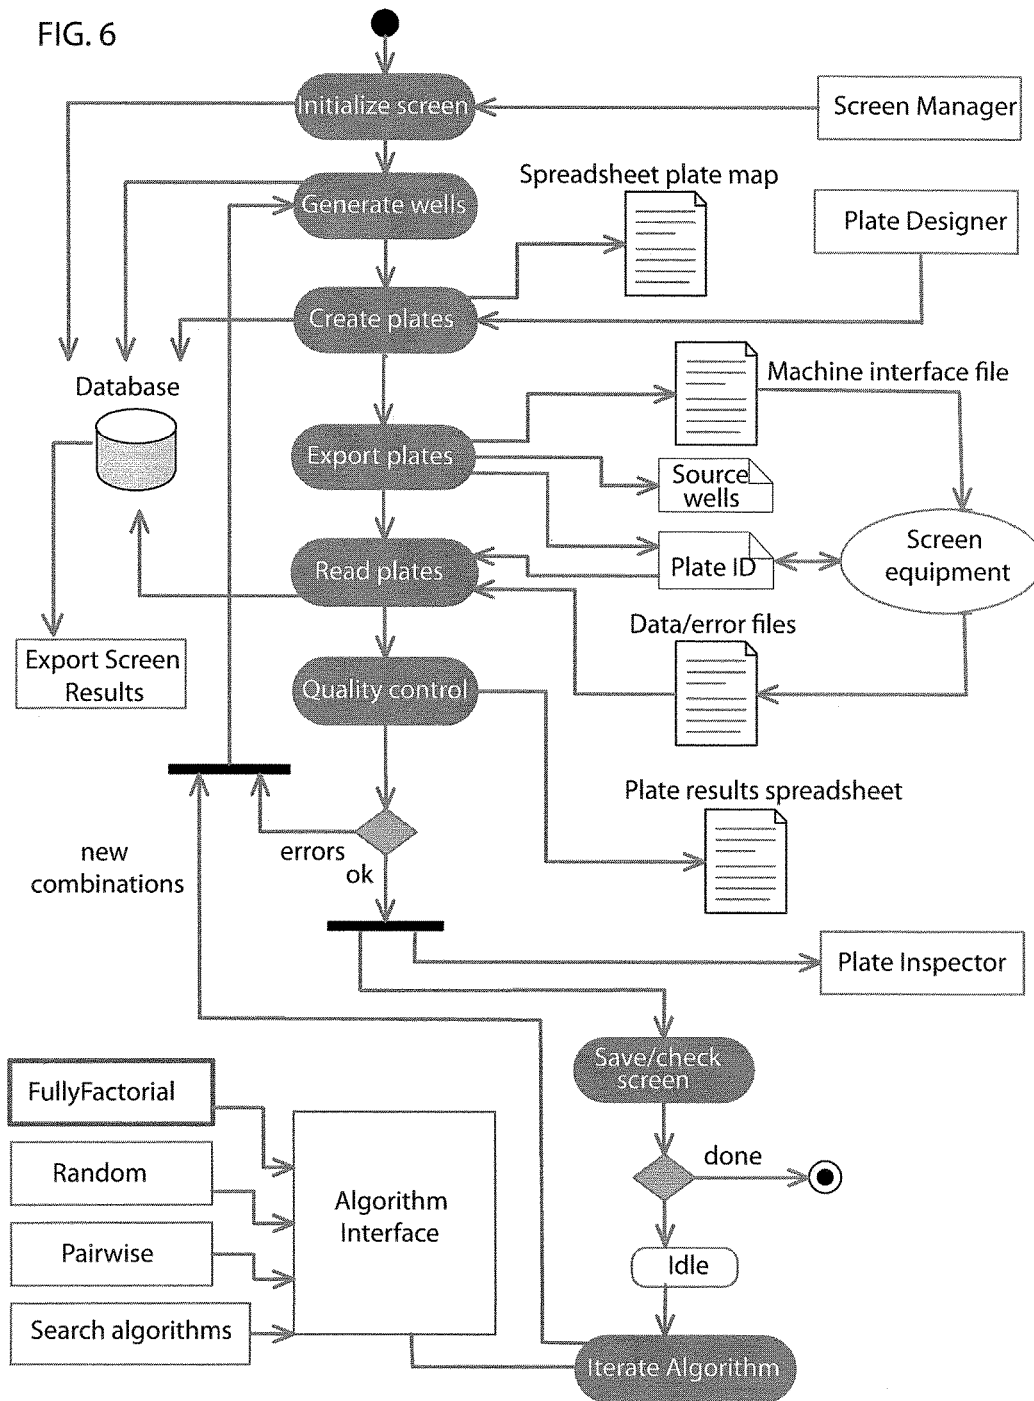 FIG. 6
Initialize screen
Screen Manager
Generate wells
Spreadsheet plate map
Plate Designer
Create plates
Database
Machine interface file
Export plates
Source
wells
Plate ID
Screen
equipment
Read plates
Data/error files
Export Screen
Results
Quality control
Plate results spreadsheet
errors
ok
new
combinations
Plate Inspector
Save/check
screen
FullyFactorial
Random
Pairwise
Search algorithms
Algorithm
Interface
done
Idle
Iterate Algorithm